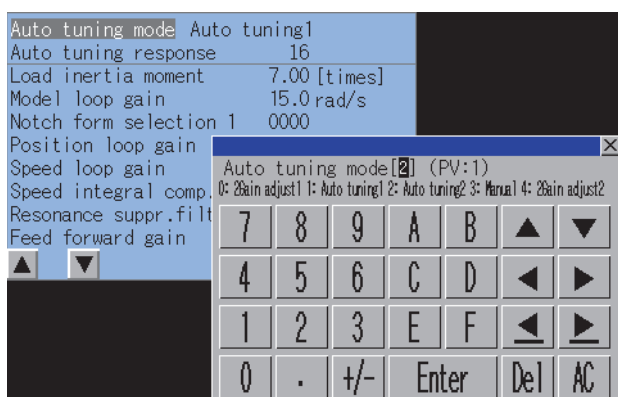 Auto tuning mode Auto tuning1
Auto tuning response 16
Load inertia moment 7.00 [times]
Model loop gain 15.0 rad/s
Notch form selection 1 0000
Position loop gain
Speed loop gain
Speed integral comp.
Resonance suppr.filt
Feed forward gain
▲ ▼
×
Auto tuning mode[2] (PV:1)
0: 2Gain adjust1 1: Auto tuning1 2: Auto tuning2 3: Manual 4: 2Gain adjust2
7 8 9 A B ▲ ▼
4 5 6 C D ◀ ▶
1 2 3 E F ◀ ▶
0 . +/- Enter Del AC